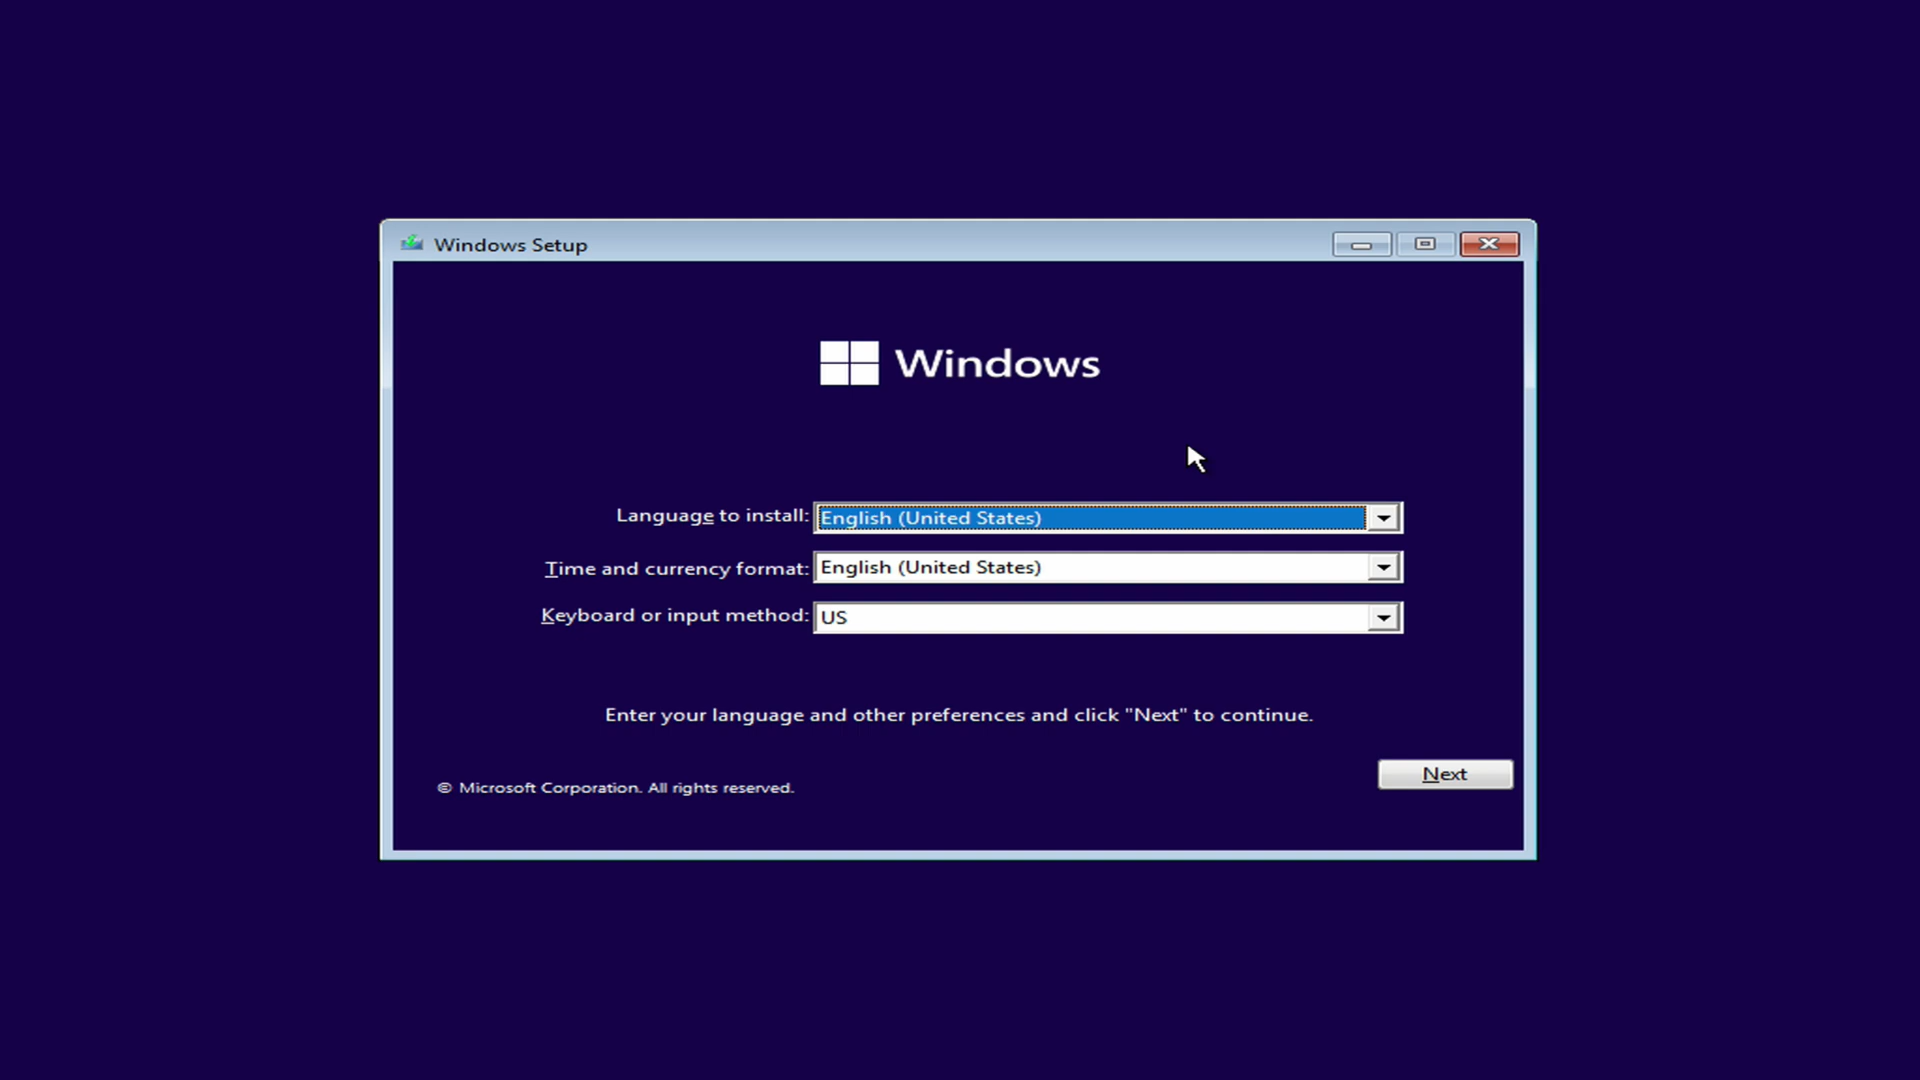 Windows Setup
Windows
Language to install: English (United States)
Time and currency format: English (United States)
Keyboard or input method: US
Enter your language and other preferences and click "Next" to continue.
Next
© Microsoft Corporation. All rights reserved.